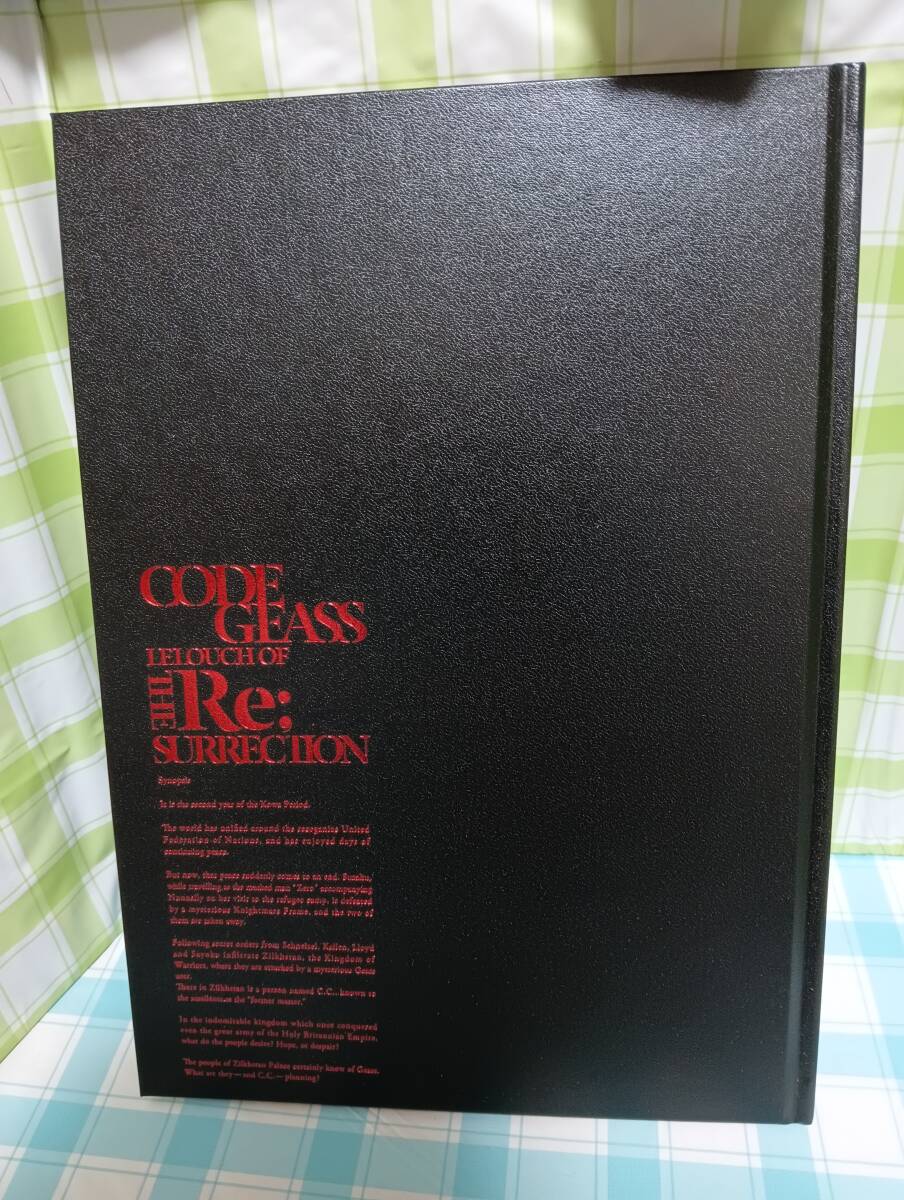 CODE
GEASS
LELOUCH OF
THE Re;
SURRECTION
Synopsis
It is the second year of the Kowa Period.
The world has unified around the reorganize United
Federation of Nations, and has enjoyed days of
continuing peace.
But now, that peace suddenly comes to an end. Suzaku,
while travelling as the masked man "Zero" accompanying
Nunnally on her visit to the refugee camp, is defeated
by a mysterious Knightmare Frame, and the two of
them are taken away.
Following secret orders from Schneizel, Kallen, Lloyd
and Sayoko infiltrate Zilkhstan, the Kingdom of
Warriors, where they are attacked by a mysterious Geass
user.
There in Zilkhstan is a person named C.C., known to
the assailants as the "former master."
In the indomitable kingdom which once conquered
even the great army of the Holy Britannian Empire,
what do the people desire? Hope, or despair?
The people of Zilkhstan Palace certainly know of Geass.
What are they—and C.C.—planning?